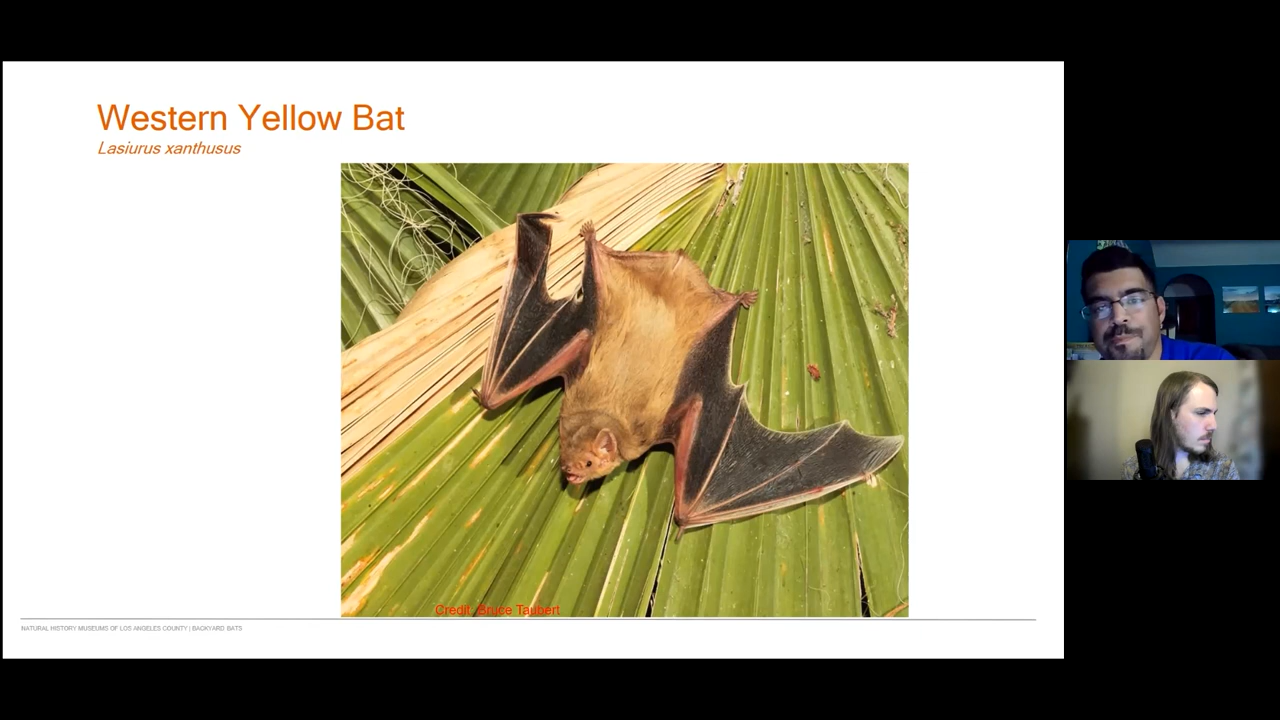 Western Yellow Bat
Lasiurus xanthusus
Credit: Bruce Taubert
NATURAL HISTORY MUSEUMS OF LOS ANGELES COUNTY | BACKYARD BATS